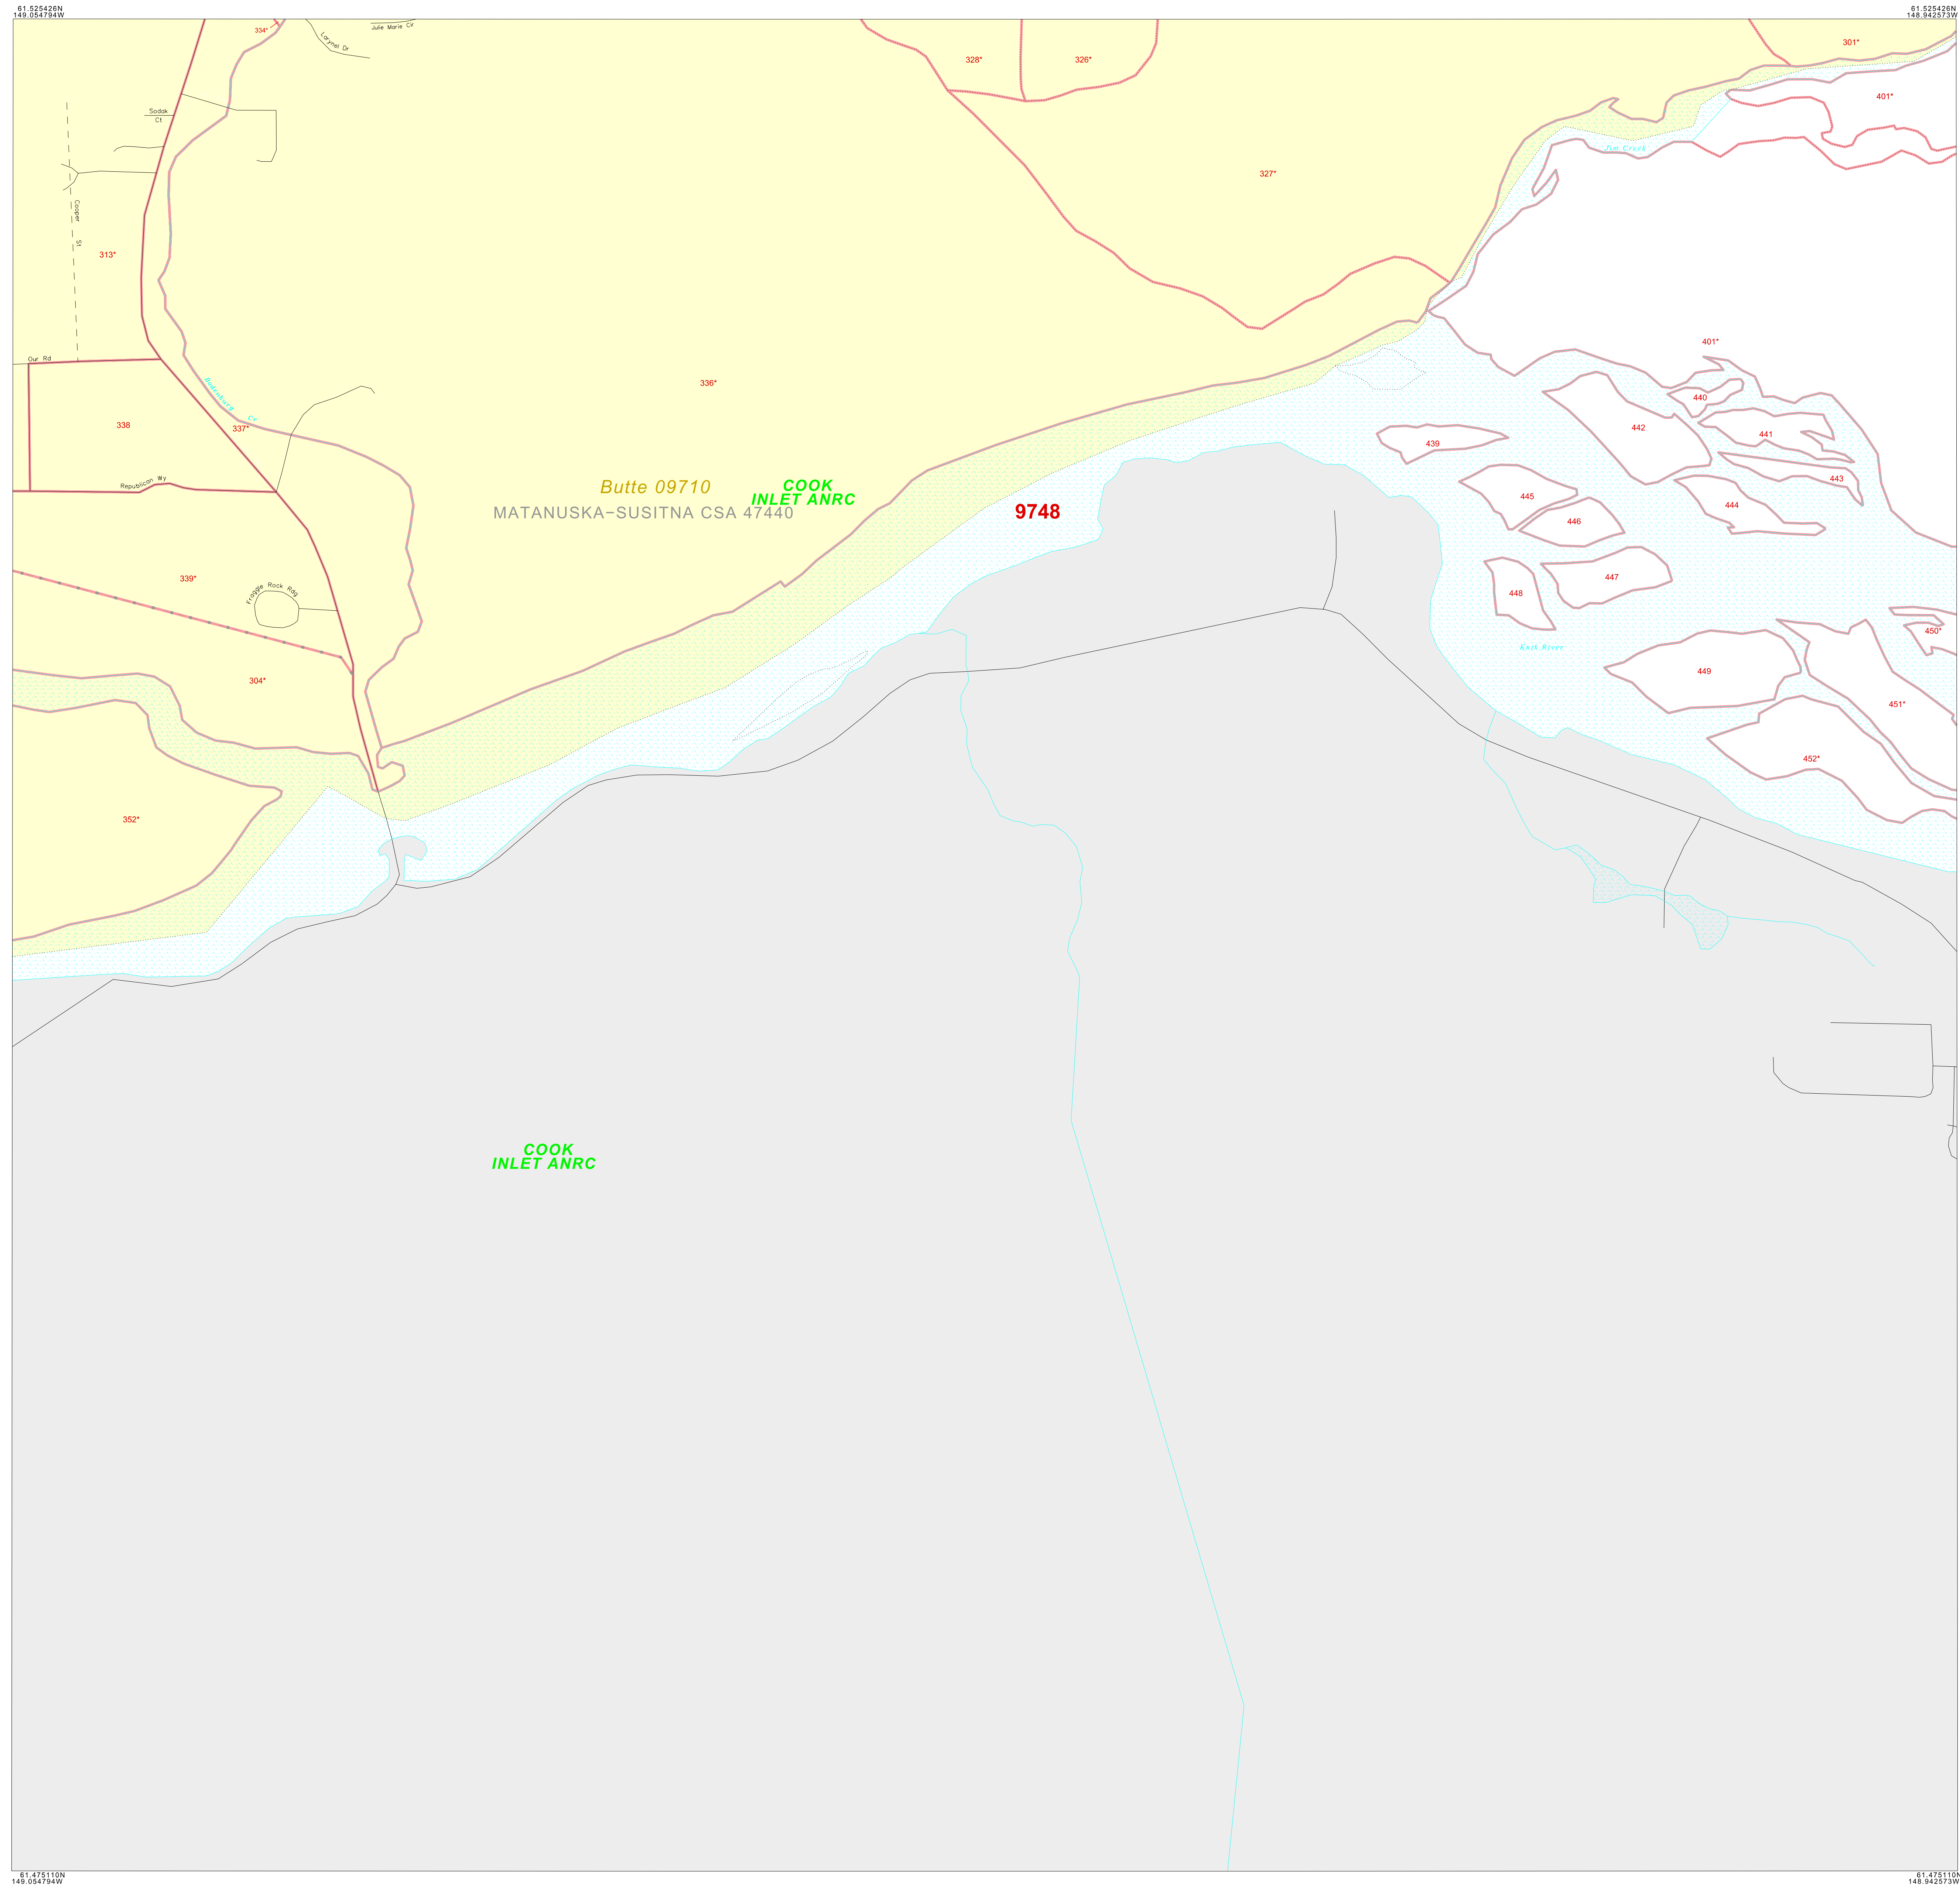 61.525426N
149.054794W
61.525426N
148.942573W
334*
Julie Marie Cir
Larynel Dr
328*
326*
301*
401*
Sodak
Ct
Jim Creek
327*
Cooper St
313*
Our Rd
401*
336*
Bodenburg Cr
440
338
337*
439
442
441
443
Republican Wy
Butte 09710
COOK
INLET ANRC
MATANUSKA-SUSITNA CSA 47440
9748
445
444
446
339*
Froggie Rock Rdg
448
447
450*
Knik River
304*
449
451*
452*
352*
COOK
INLET ANRC
61.475110N
149.054794W
61.475110N
148.942573W